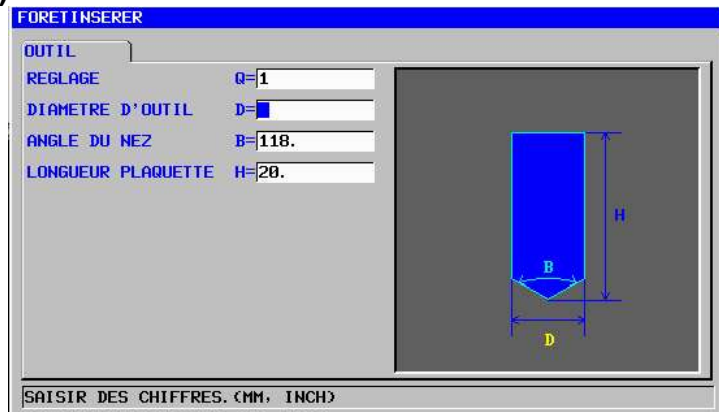 FORETINSERER
OUTIL
REGLAGE Q=1
DIAMETRE D'OUTIL D=
ANGLE DU NEZ B=118.
LONGUEUR PLAQUETTE H=20.
H
B
D
SAISIR DES CHIFFRES.(MM, INCH)